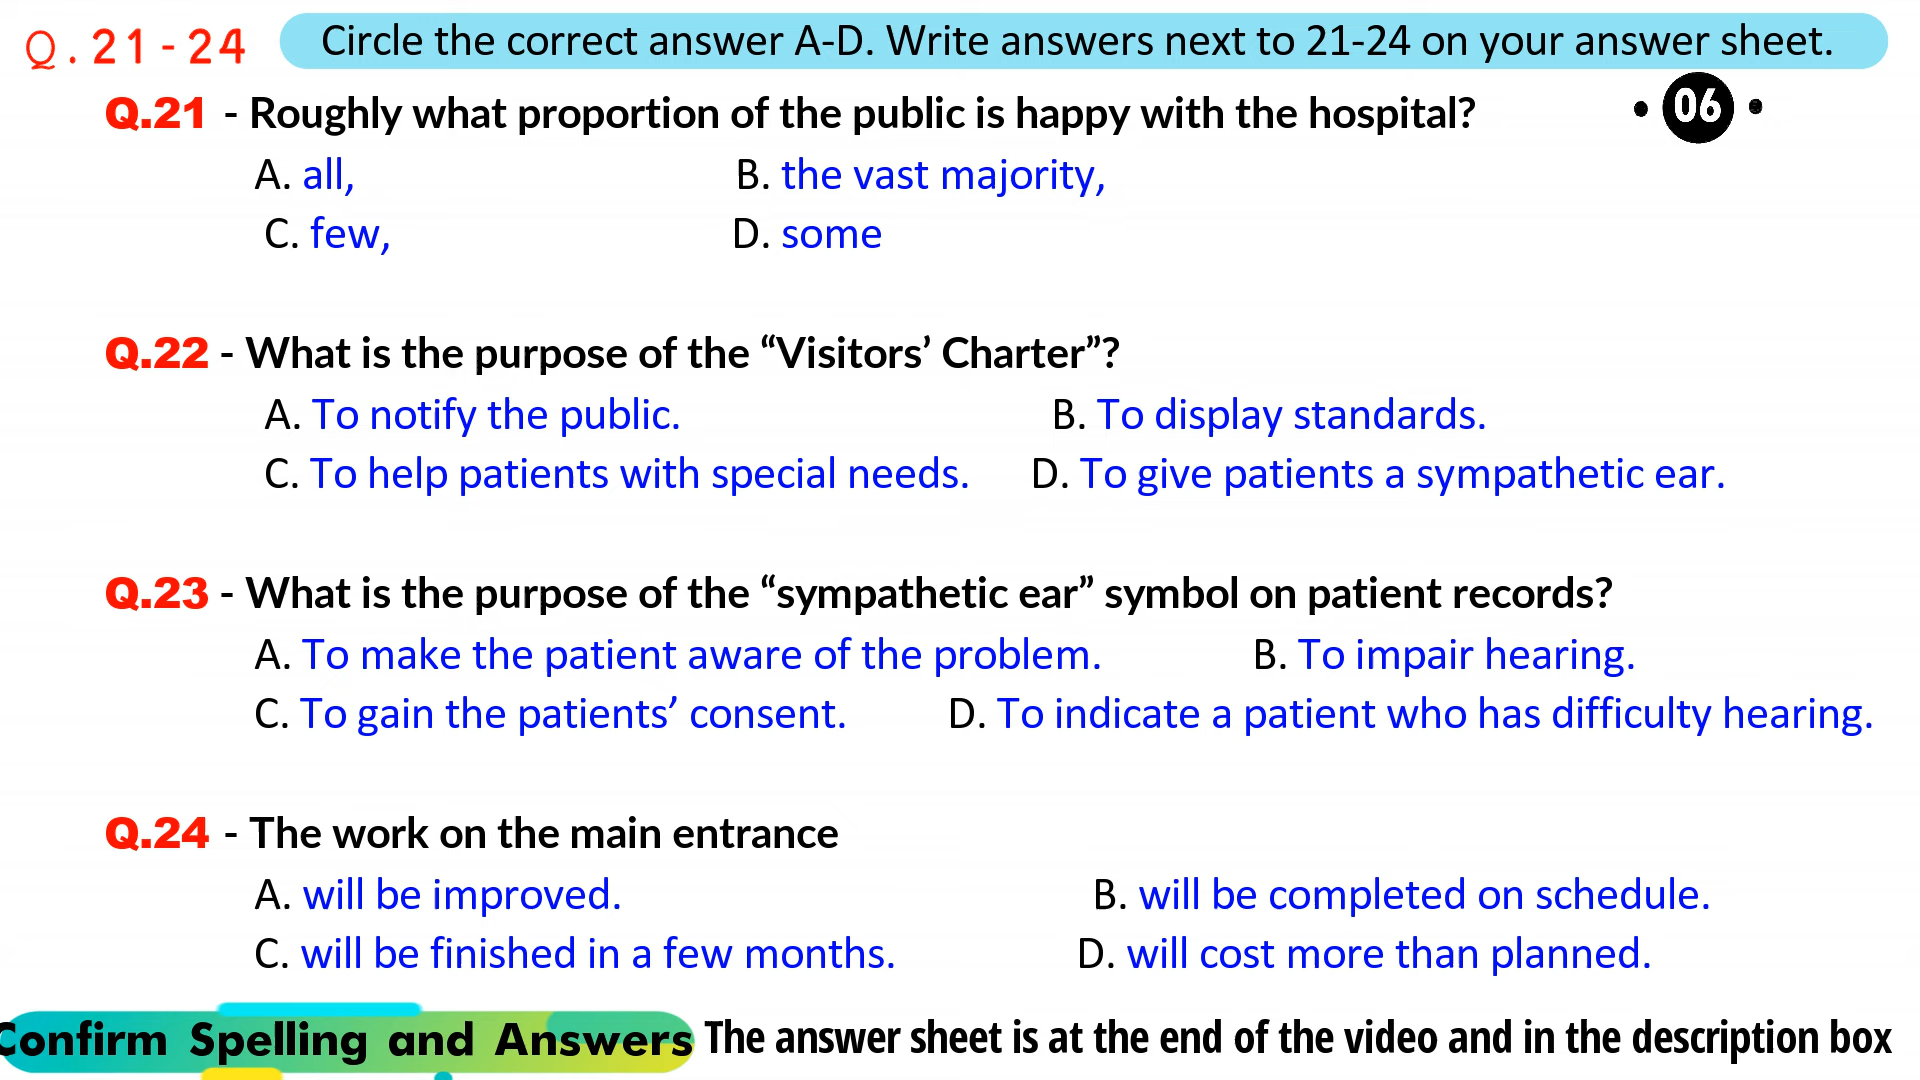 Q.21-24 Circle the correct answer A-D. Write answers next to 21-24 on your answer sheet.
Q.21 - Roughly what proportion of the public is happy with the hospital? • 06 •
A. all, B. the vast majority,
C. few, D. some
Q.22 - What is the purpose of the “Visitors’ Charter”?
A. To notify the public. B. To display standards.
C. To help patients with special needs. D. To give patients a sympathetic ear.
Q.23 - What is the purpose of the “sympathetic ear” symbol on patient records?
A. To make the patient aware of the problem. B. To impair hearing.
C. To gain the patients’ consent. D. To indicate a patient who has difficulty hearing.
Q.24 - The work on the main entrance
A. will be improved. B. will be completed on schedule.
C. will be finished in a few months. D. will cost more than planned.
Confirm Spelling and Answers The answer sheet is at the end of the video and in the description box